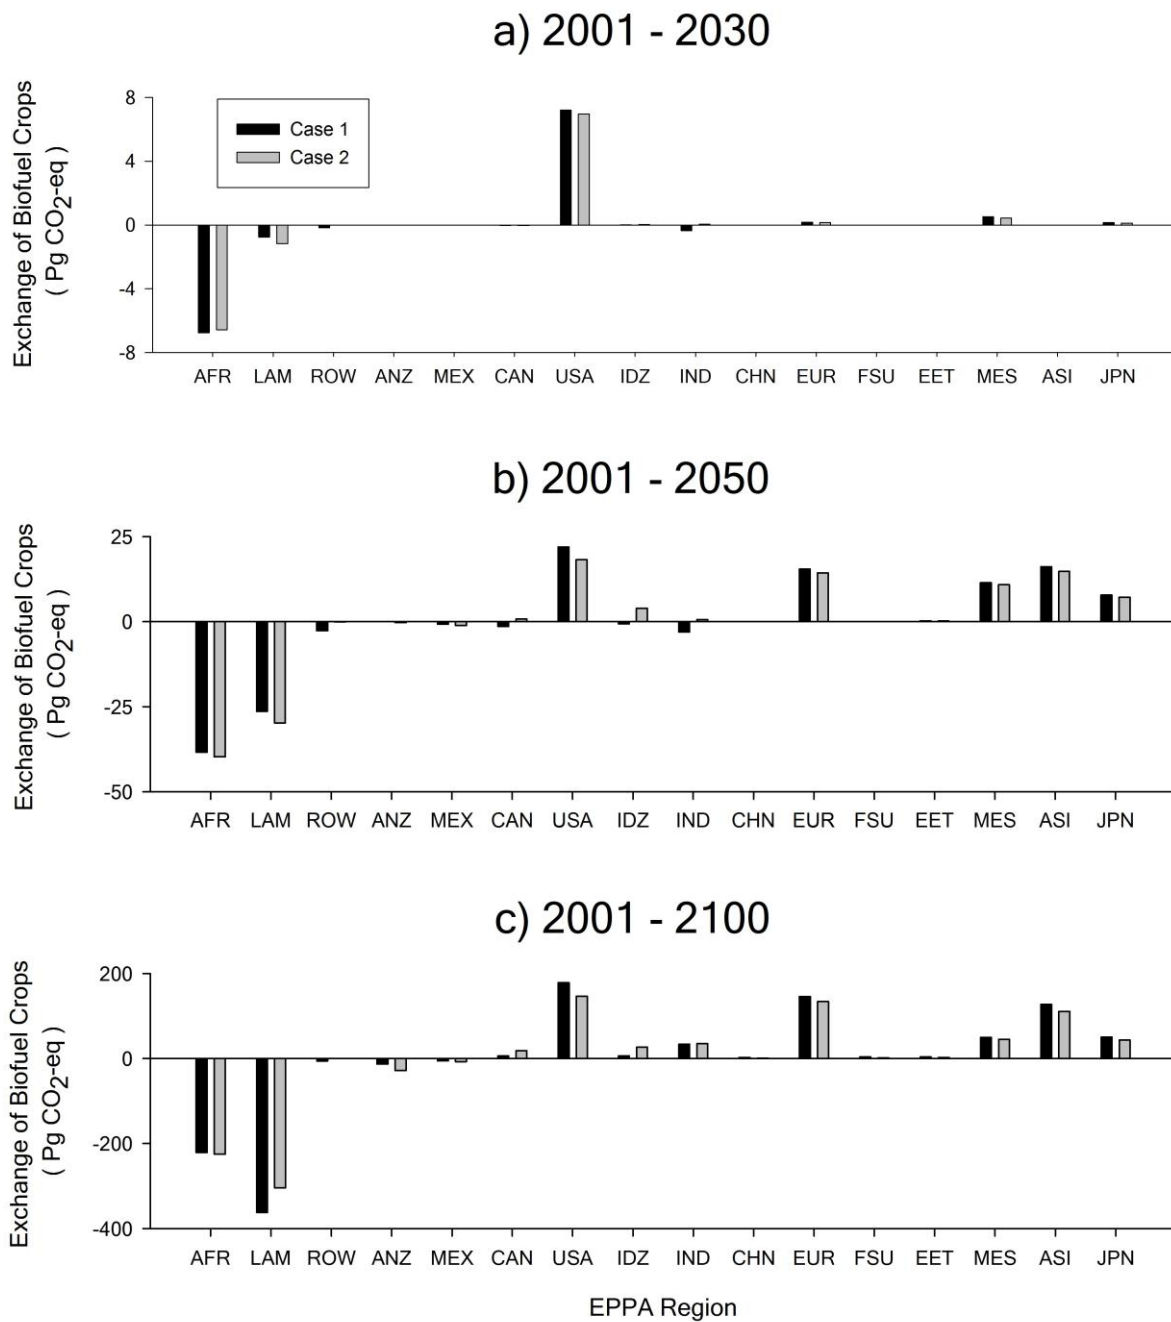 a) 2001 - 2030
Exchange of Biofuel Crops
( Pg CO2-eq )
8
4
0
-4
-8
Case 1
Case 2
AFR LAM ROW ANZ MEX CAN USA IDZ IND CHN EUR FSU EET MES ASI JPN
b) 2001 - 2050
Exchange of Biofuel Crops
( Pg CO2-eq )
25
0
-25
-50
AFR LAM ROW ANZ MEX CAN USA IDZ IND CHN EUR FSU EET MES ASI JPN
c) 2001 - 2100
Exchange of Biofuel Crops
( Pg CO2-eq )
200
0
-200
-400
AFR LAM ROW ANZ MEX CAN USA IDZ IND CHN EUR FSU EET MES ASI JPN
EPPA Region